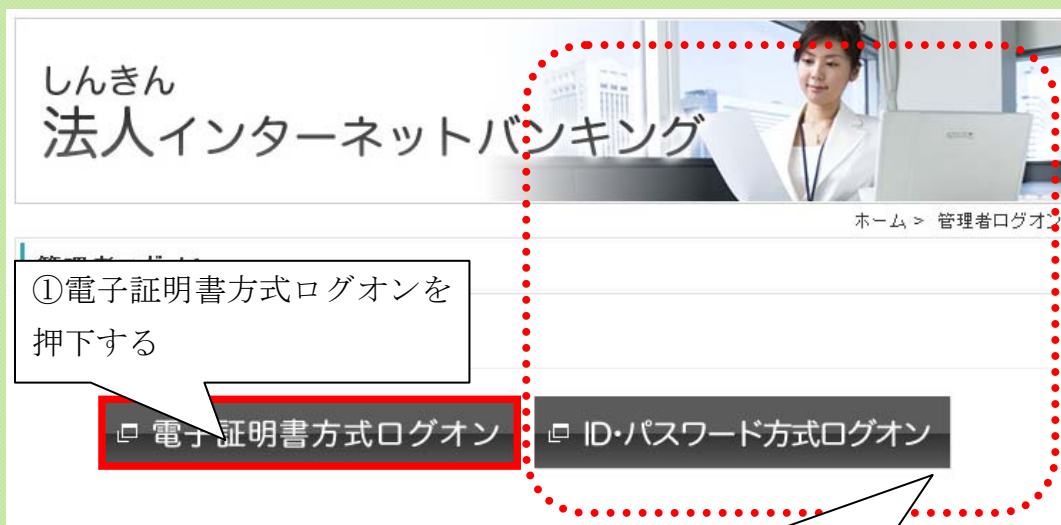 しんきん
法人インターネットバンキング
ホーム > 管理者ログオン
①電子証明書方式ログオンを
押下する
電子証明書方式ログオン
ID・パスワード方式ログオン